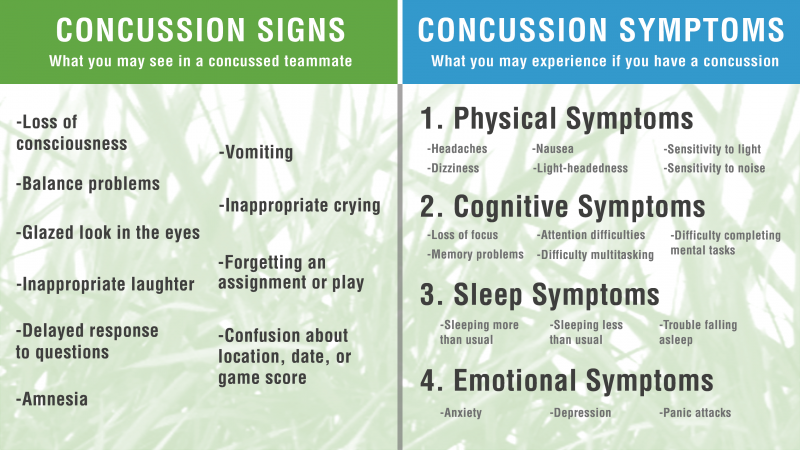 CONCUSSION SIGNS
What you may see in a concussed teammate
-Loss of
consciousness
-Balance problems
-Glazed look in the eyes
-Inappropriate laughter
-Delayed response
to questions
-Amnesia
-Vomiting
-Inappropriate crying
-Forgetting an
assignment or play
-Confusion about
location, date, or
game score
CONCUSSION SYMPTOMS
What you may experience if you have a concussion
1. Physical Symptoms
-Headaches -Nausea -Sensitivity to light
-Dizziness -Light-headedness -Sensitivity to noise
2. Cognitive Symptoms
-Loss of focus -Attention difficulties -Difficulty completing
-Memory problems -Difficulty multitasking mental tasks
3. Sleep Symptoms
-Sleeping more -Sleeping less -Trouble falling
than usual than usual asleep
4. Emotional Symptoms
-Anxiety -Depression -Panic attacks